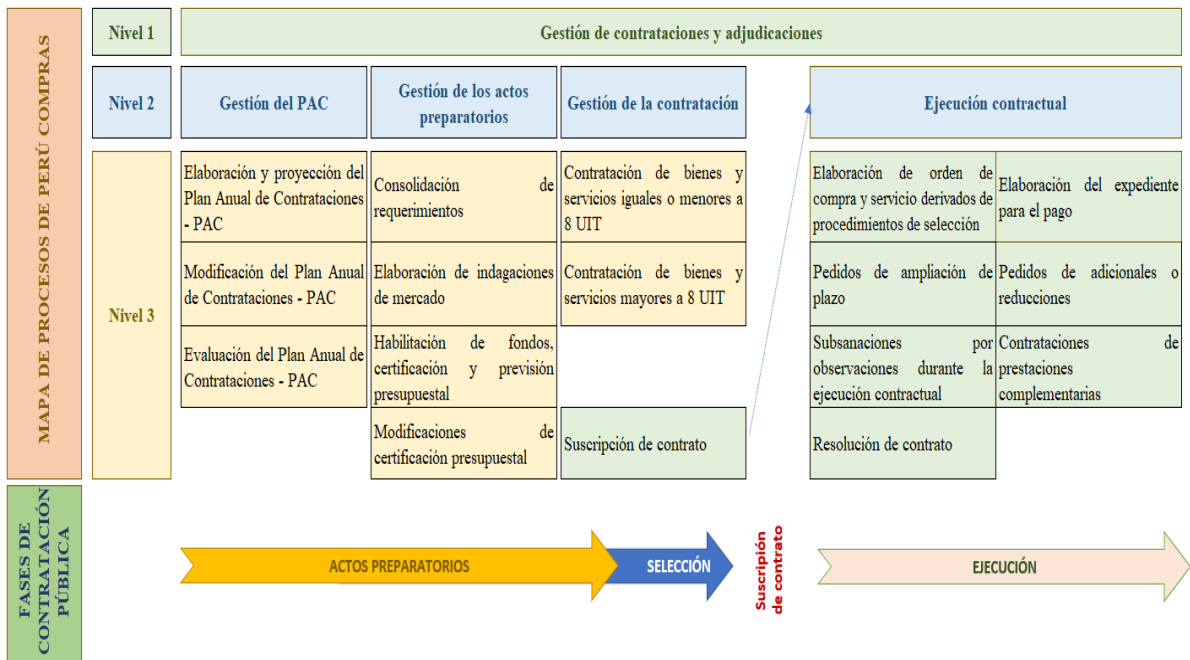 MAPA DE PROCESOS DE PERÚ COMPRAS
Nivel 1
Gestión de contrataciones y adjudicaciones
Nivel 2
Gestión del PAC
Gestión de los actos
preparatorios
Gestión de la contratación
Ejecución contractual
Nivel 3
Elaboración y proyección del
Plan Anual de Contrataciones
- PAC
Consolidación de
requerimientos
Contratación de bienes y
servicios iguales o menores a
8 UIT
Elaboración de orden de
compra y servicio derivados de
procedimientos de selección
Elaboración del expediente
para el pago
Modificación del Plan Anual
de Contrataciones - PAC
Elaboración de indagaciones
de mercado
Contratación de bienes y
servicios mayores a 8 UIT
Pedidos de ampliación de
plazo
Pedidos de adicionales o
reducciones
Evaluación del Plan Anual de
Contrataciones - PAC
Habilitación de fondos,
certificación y previsión
presupuestal
Subsanaciones por
observaciones durante la
ejecución contractual
Contrataciones de
prestaciones
complementarias
Modificaciones de
certificación presupuestal
Suscripción de contrato
Resolución de contrato
FASES DE
CONTRATACIÓN
PÚBLICA
ACTOS PREPARATORIOS
SELECCIÓN
Suscripión
de contrato
EJECUCIÓN